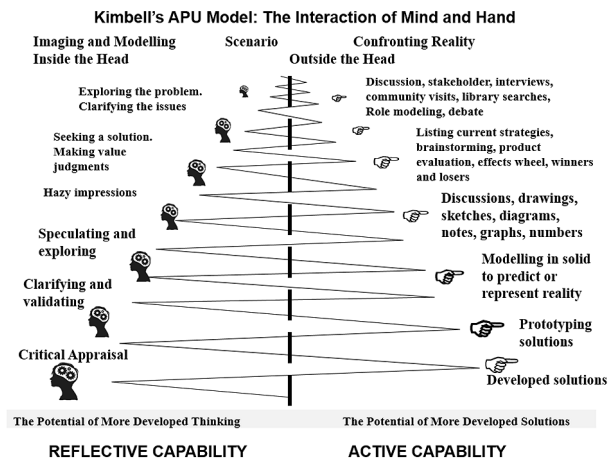 Kimbell's APU Model: The Interaction of Mind and Hand
Imaging and Modelling
Inside the Head
Scenario
Confronting Reality
Outside the Head
Exploring the problem.
Clarifying the issues
Discussion, stakeholder, interviews,
community visits, library searches,
Role modeling, debate
Seeking a solution.
Making value
judgments
Listing current strategies,
brainstorming, product
evaluation, effects wheel, winners
and losers
Hazy impressions
Discussions, drawings,
sketches, diagrams,
notes, graphs, numbers
Speculating and
exploring
Modelling in solid
to predict or
represent reality
Clarifying and
validating
Prototyping
solutions
Critical Appraisal
Developed solutions
The Potential of More Developed Thinking
The Potential of More Developed Solutions
REFLECTIVE CAPABILITY
ACTIVE CAPABILITY